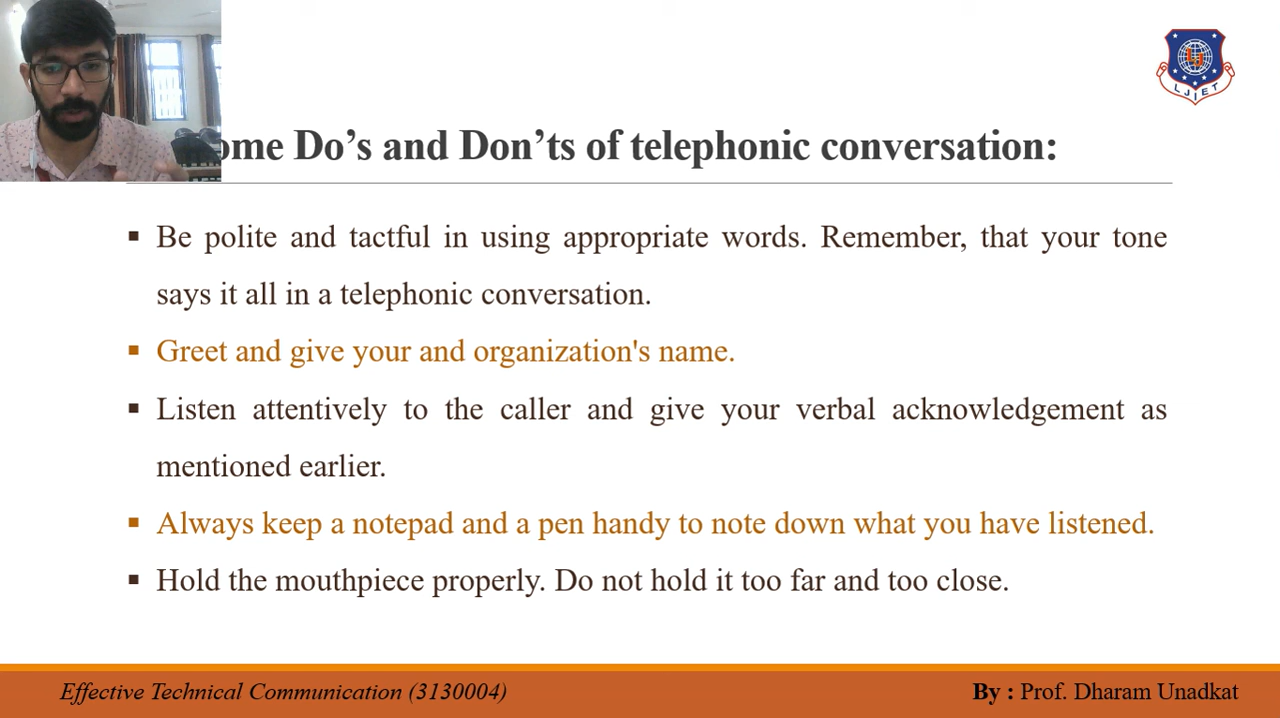 ome Do’s and Don’ts of telephonic conversation:
LJIET
Be polite and tactful in using appropriate words. Remember, that your tone
says it all in a telephonic conversation.
Greet and give your and organization's name.
Listen attentively to the caller and give your verbal acknowledgement as
mentioned earlier.
Always keep a notepad and a pen handy to note down what you have listened.
Hold the mouthpiece properly. Do not hold it too far and too close.
Effective Technical Communication (3130004)
By : Prof. Dharam Unadkat